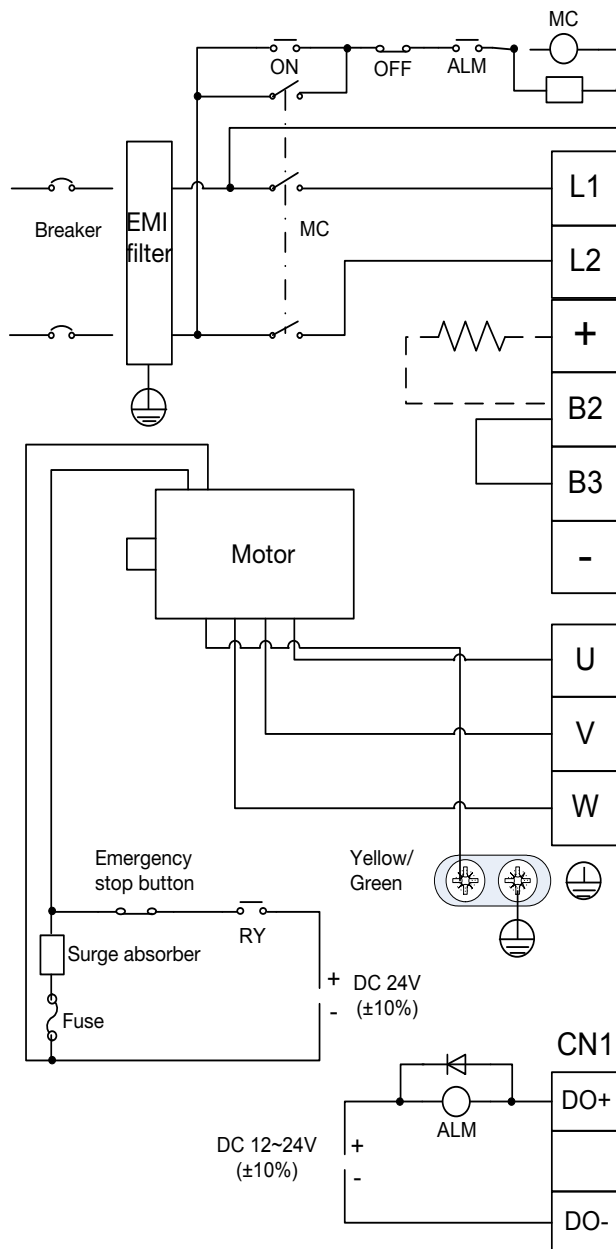 MC
ON
OFF
ALM
L1
Breaker
EMI
filter
MC
L2
+
B2
B3
-
Motor
U
V
W
Emergency
stop button
Yellow/
Green
RY
Surge absorber
+
DC 24V
-
(±10%)
Fuse
CN1
DO+
ALM
DC 12~24V
+
(±10%)
-
DO-